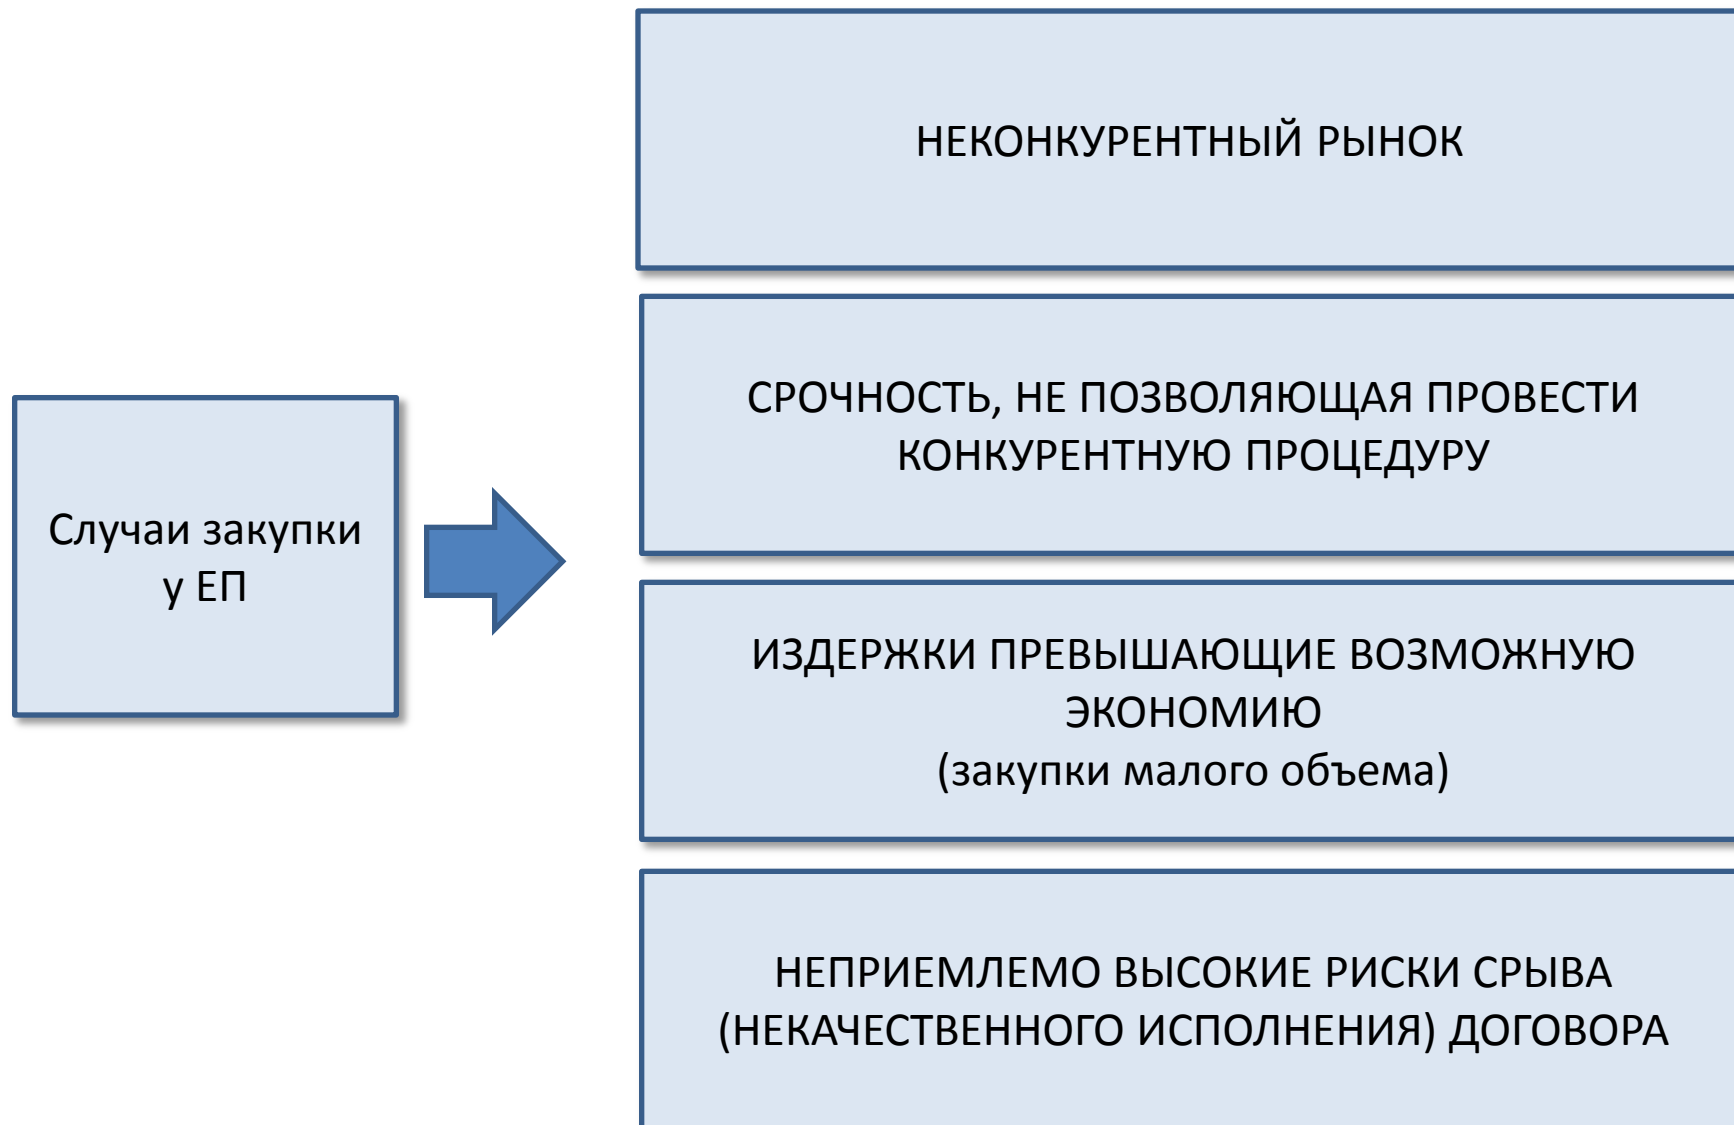 НЕКОНКУРЕНТНЫЙ РЫНОК
СРОЧНОСТЬ, НЕ ПОЗВОЛЯЮЩАЯ ПРОВЕСТИ
КОНКУРЕНТНУЮ ПРОЦЕДУРУ
Случаи закупки
у ЕП
ИЗДЕРЖКИ ПРЕВЫШАЮЩИЕ ВОЗМОЖНУЮ
ЭКОНОМИЮ
(закупки малого объема)
НЕПРИЕМЛЕМО ВЫСОКИЕ РИСКИ СРЫВА
(НЕКАЧЕСТВЕННОГО ИСПОЛНЕНИЯ) ДОГОВОРА